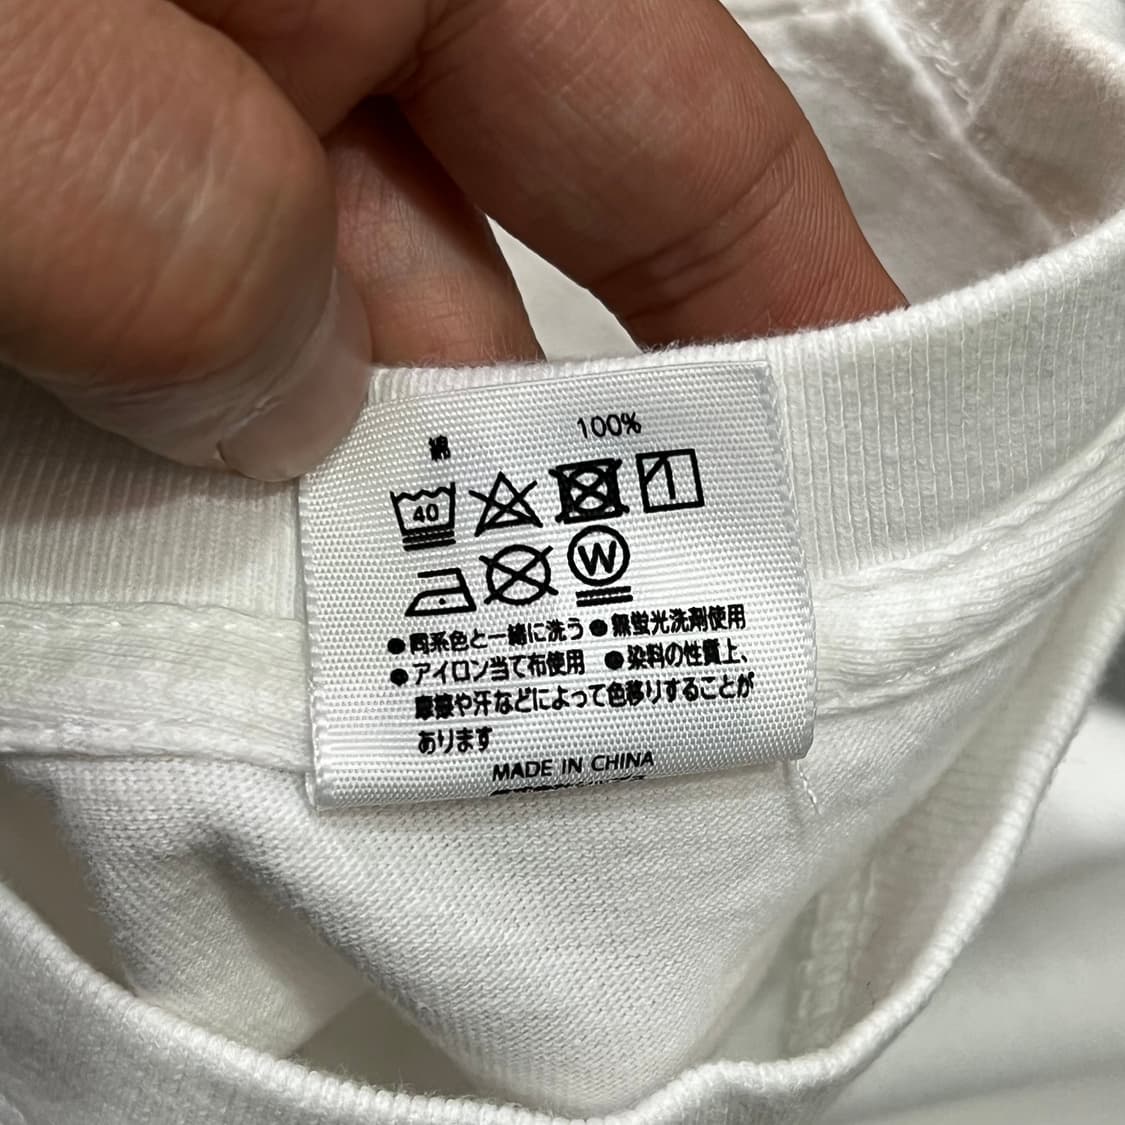 綿 100%
40
W
●同系色と一緒に洗う ●無蛍光洗剤使用
●アイロン当て布使用 ●染料の性質上、
摩擦や汗などによって色移りすることが
あります
MADE IN CHINA